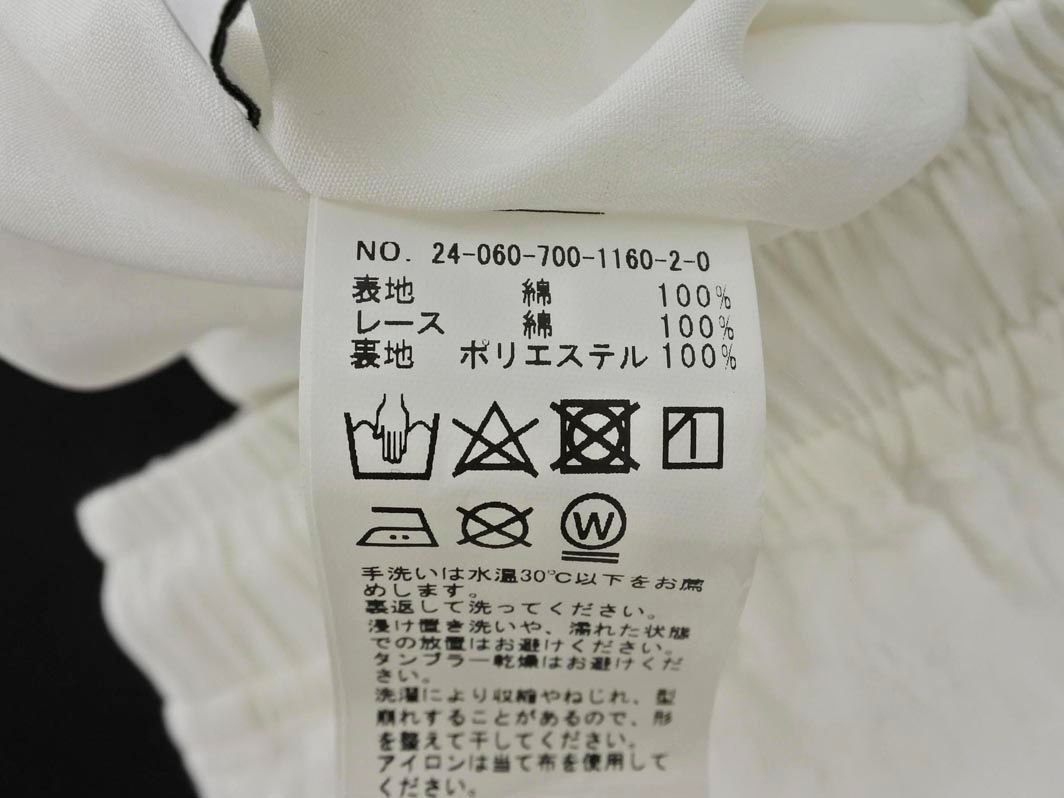 NO. 24-060-700-1160-2-0
表地 綿 100%
レース 綿 100%
裏地 ポリエステル 100%
W
手洗いは水温30℃以下をお薦
めします。
裏返して洗ってください。
浸け置き洗いや、濡れた状態
での放置はお避けください。
タンブラー乾燥はお避けくだ
さい。
洗濯により収縮やねじれ、型
崩れすることがあるので、形
を整えて干してください。
アイロンは当て布を使用して
ください。